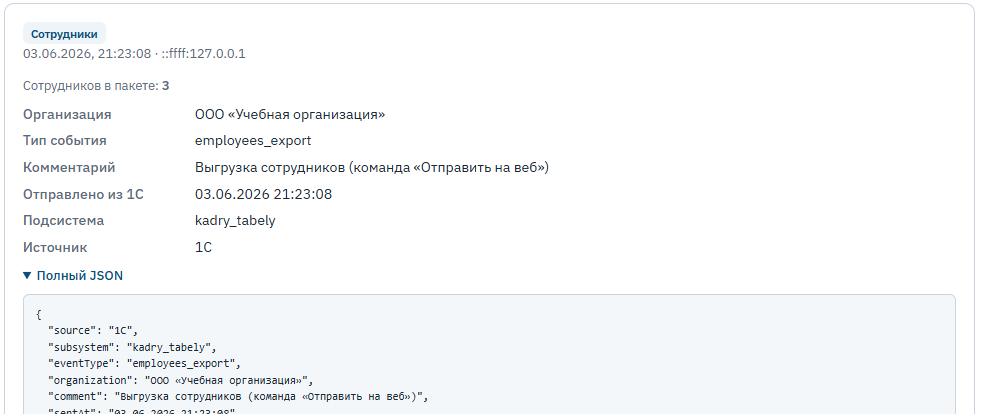 Сотрудники
03.06.2026, 21:23:08 · ::ffff:127.0.0.1
Сотрудников в пакете: 3
Организация ООО «Учебная организация»
Тип события employees_export
Комментарий Выгрузка сотрудников (команда «Отправить на веб»)
Отправлено из 1С 03.06.2026 21:23:08
Подсистема kadry_tabely
Источник 1С
▼ Полный JSON
{
"source": "1С",
"subsystem": "kadry_tabely",
"eventType": "employees_export",
"organization": "ООО «Учебная организация»",
"comment": "Выгрузка сотрудников (команда «Отправить на веб»)",
"sentAt": "03.06.2026 21:23:08",